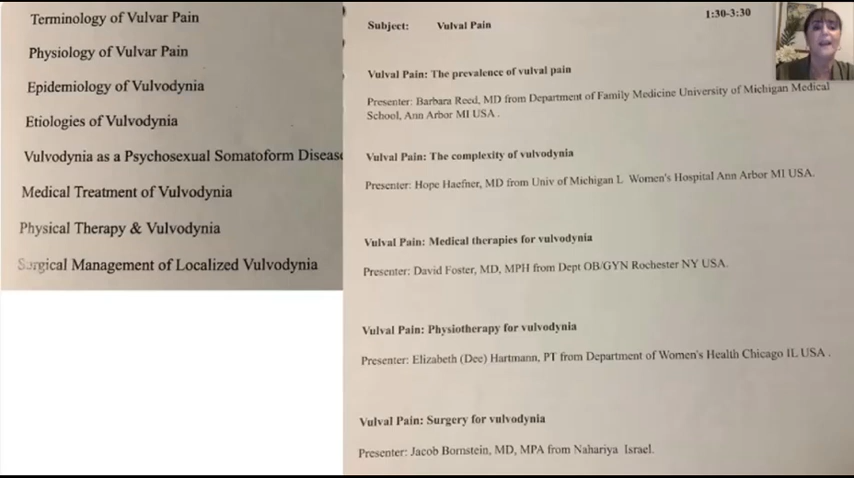 Terminology of Vulvar Pain
Physiology of Vulvar Pain
Epidemiology of Vulvodynia
Etiologies of Vulvodynia
Vulvodynia as a Psychosexual Somatoform Disease
Medical Treatment of Vulvodynia
Physical Therapy & Vulvodynia
Surgical Management of Localized Vulvodynia
1:30-3:30
Subject: Vulval Pain
Vulval Pain: The prevalence of vulval pain
Presenter: Barbara Reed, MD from Department of Family Medicine University of Michigan Medical
School, Ann Arbor MI USA .
Vulval Pain: The complexity of vulvodynia
Presenter: Hope Haefner, MD from Univ of Michigan L Women's Hospital Ann Arbor MI USA.
Vulval Pain: Medical therapies for vulvodynia
Presenter: David Foster, MD, MPH from Dept OB/GYN Rochester NY USA.
Vulval Pain: Physiotherapy for vulvodynia
Presenter: Elizabeth (Dee) Hartmann, PT from Department of Women's Health Chicago IL USA .
Vulval Pain: Surgery for vulvodynia
Presenter: Jacob Bornstein, MD, MPA from Nahariya Israel.